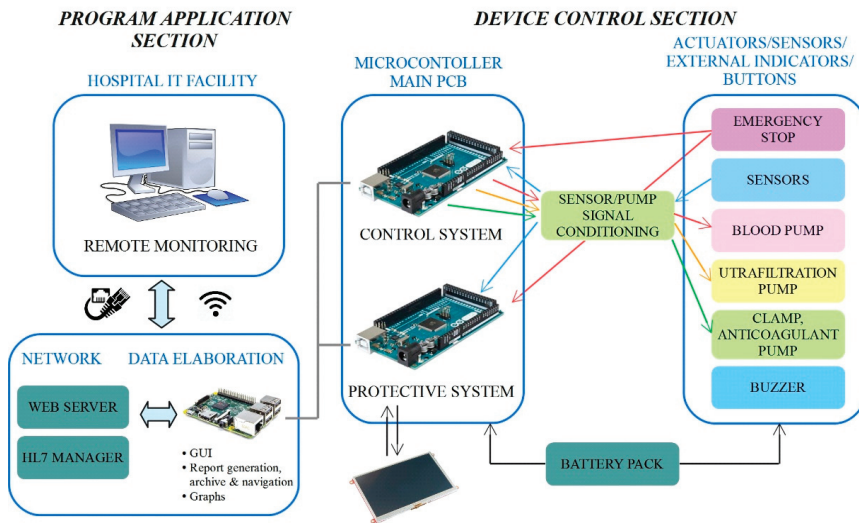 PROGRAM APPLICATION
SECTION
DEVICE CONTROL SECTION
HOSPITAL IT FACILITY
REMOTE MONITORING
NETWORK
DATA ELABORATION
WEB SERVER
HL7 MANAGER
• GUI
• Report generation,
archive & navigation
• Graphs
MICROCONTOLLER
MAIN PCB
CONTROL SYSTEM
PROTECTIVE SYSTEM
SENSOR/PUMP
SIGNAL
CONDITIONING
ACTUATORS/SENSORS/
EXTERNAL INDICATORS/
BUTTONS
EMERGENCY
STOP
SENSORS
BLOOD PUMP
UTRAFILTRATION
PUMP
CLAMP,
ANTICOAGULANT
PUMP
BUZZER
BATTERY PACK